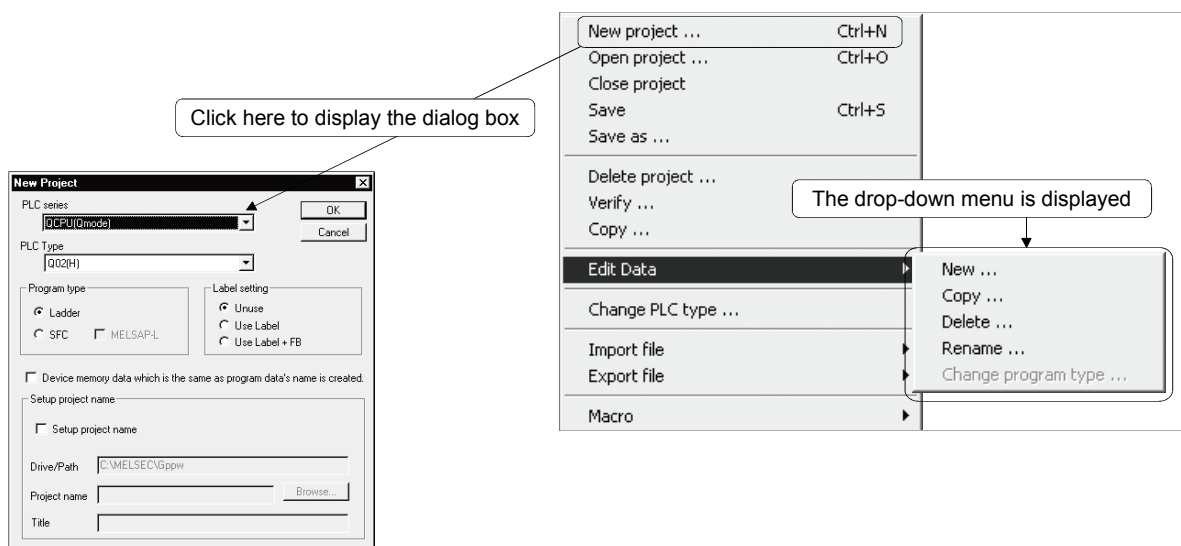 New project ... Ctrl+N
Open project ... Ctrl+O
Close project
Save Ctrl+S
Save as ...
Delete project ...
Verify ...
Copy ...
Edit Data
Change PLC type ...
Import file
Export file
Macro
Click here to display the dialog box
The drop-down menu is displayed
New ...
Copy ...
Delete ...
Rename ...
Change program type ...
New Project
PLC series
QCPU(Qmode)
OK
Cancel
PLC Type
Q02(H)
Program type
Ladder
SFC MELSAP-L
Label setting
Unuse
Use Label
Use Label + FB
Device memory data which is the same as program data's name is created.
Setup project name
Setup project name
Drive/Path C:\MELSEC\Gppw
Project name Browse...
Title